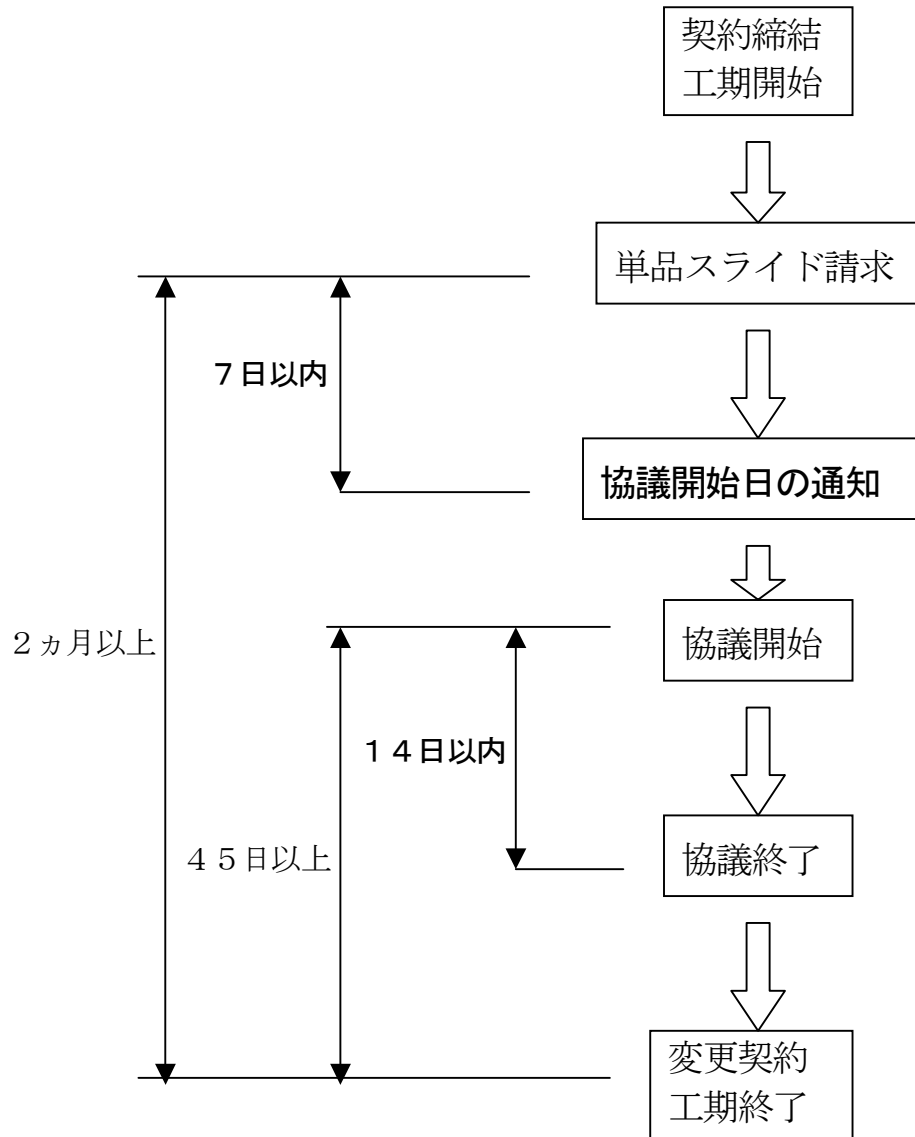 契約締結
工期開始
単品スライド請求
７日以内
協議開始日の通知
２ヵ月以上
協議開始
１４日以内
４５日以上
協議終了
変更契約
工期終了